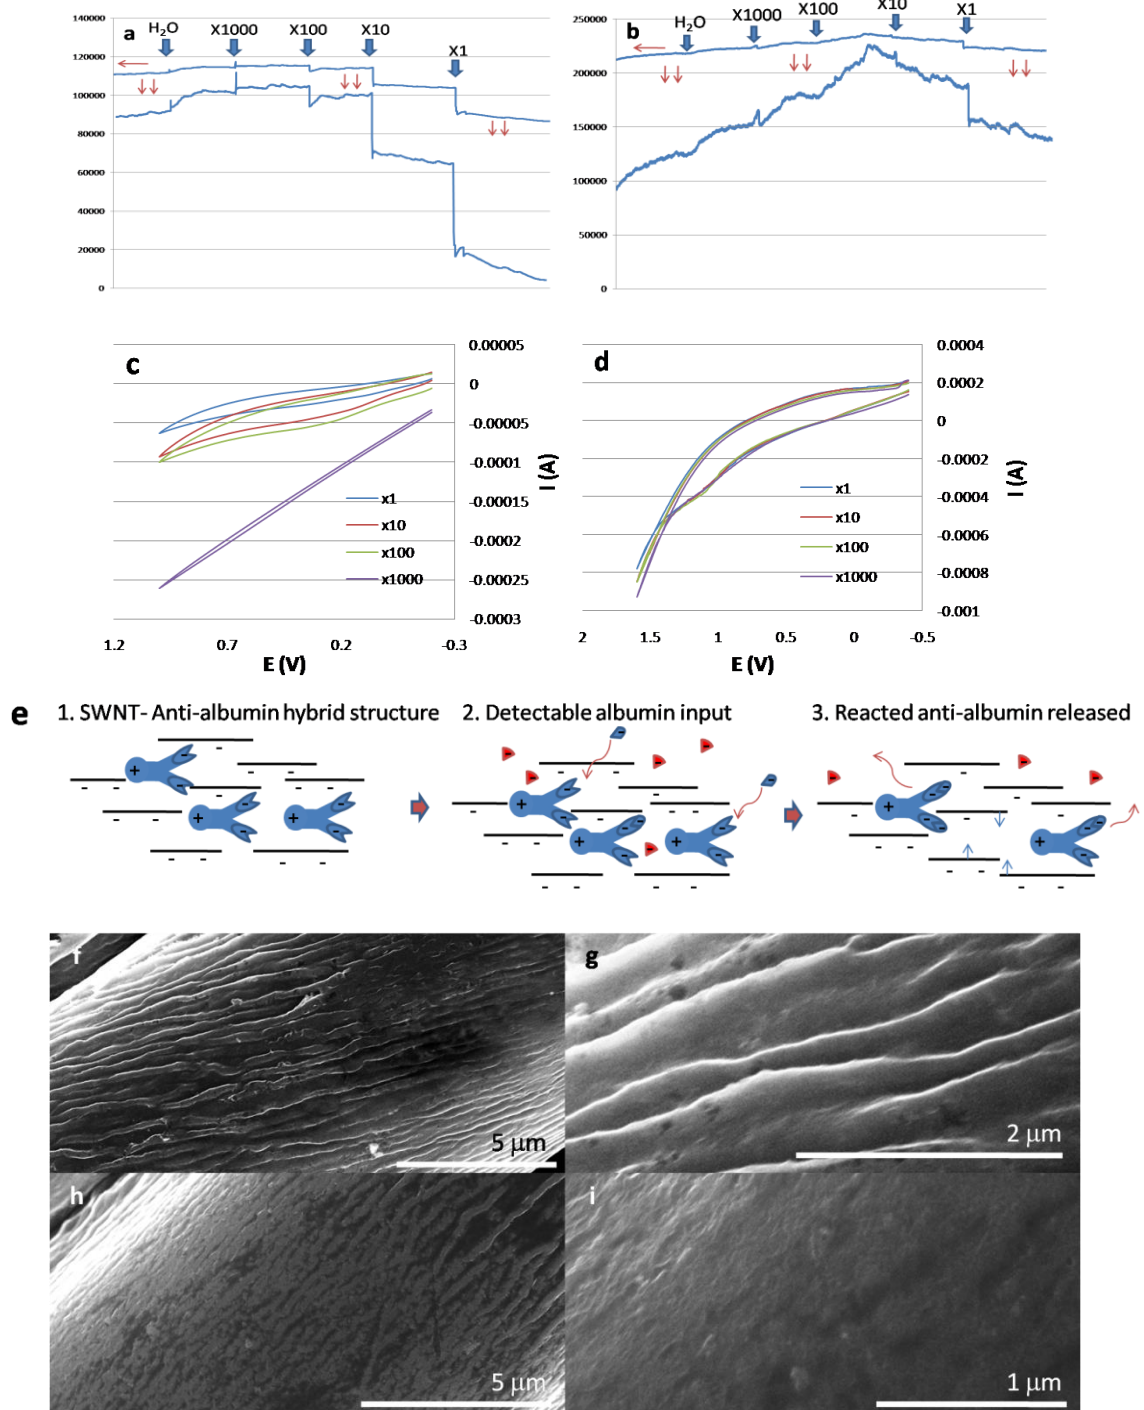 a
H₂O X1000 X100 X10 X1
140000
120000
100000
80000
60000
40000
20000
0
b
H₂O X1000 X100 X10 X1
250000
200000
150000
100000
50000
0
c
0.00005
0
-0.00005
-0.0001
-0.00015
-0.0002
-0.00025
-0.0003
I (A)
x1
x10
x100
x1000
1.2 0.7 0.2 -0.3
E (V)
d
0.0004
0.0002
0
-0.0002
-0.0004
-0.0006
-0.0008
-0.001
I (A)
x1
x10
x100
x1000
2 1.5 1 0.5 0 -0.5
E (V)
e
1. SWNT- Anti-albumin hybrid structure
2. Detectable albumin input
3. Reacted anti-albumin released
f
5 μm
g
2 μm
h
5 μm
i
1 μm